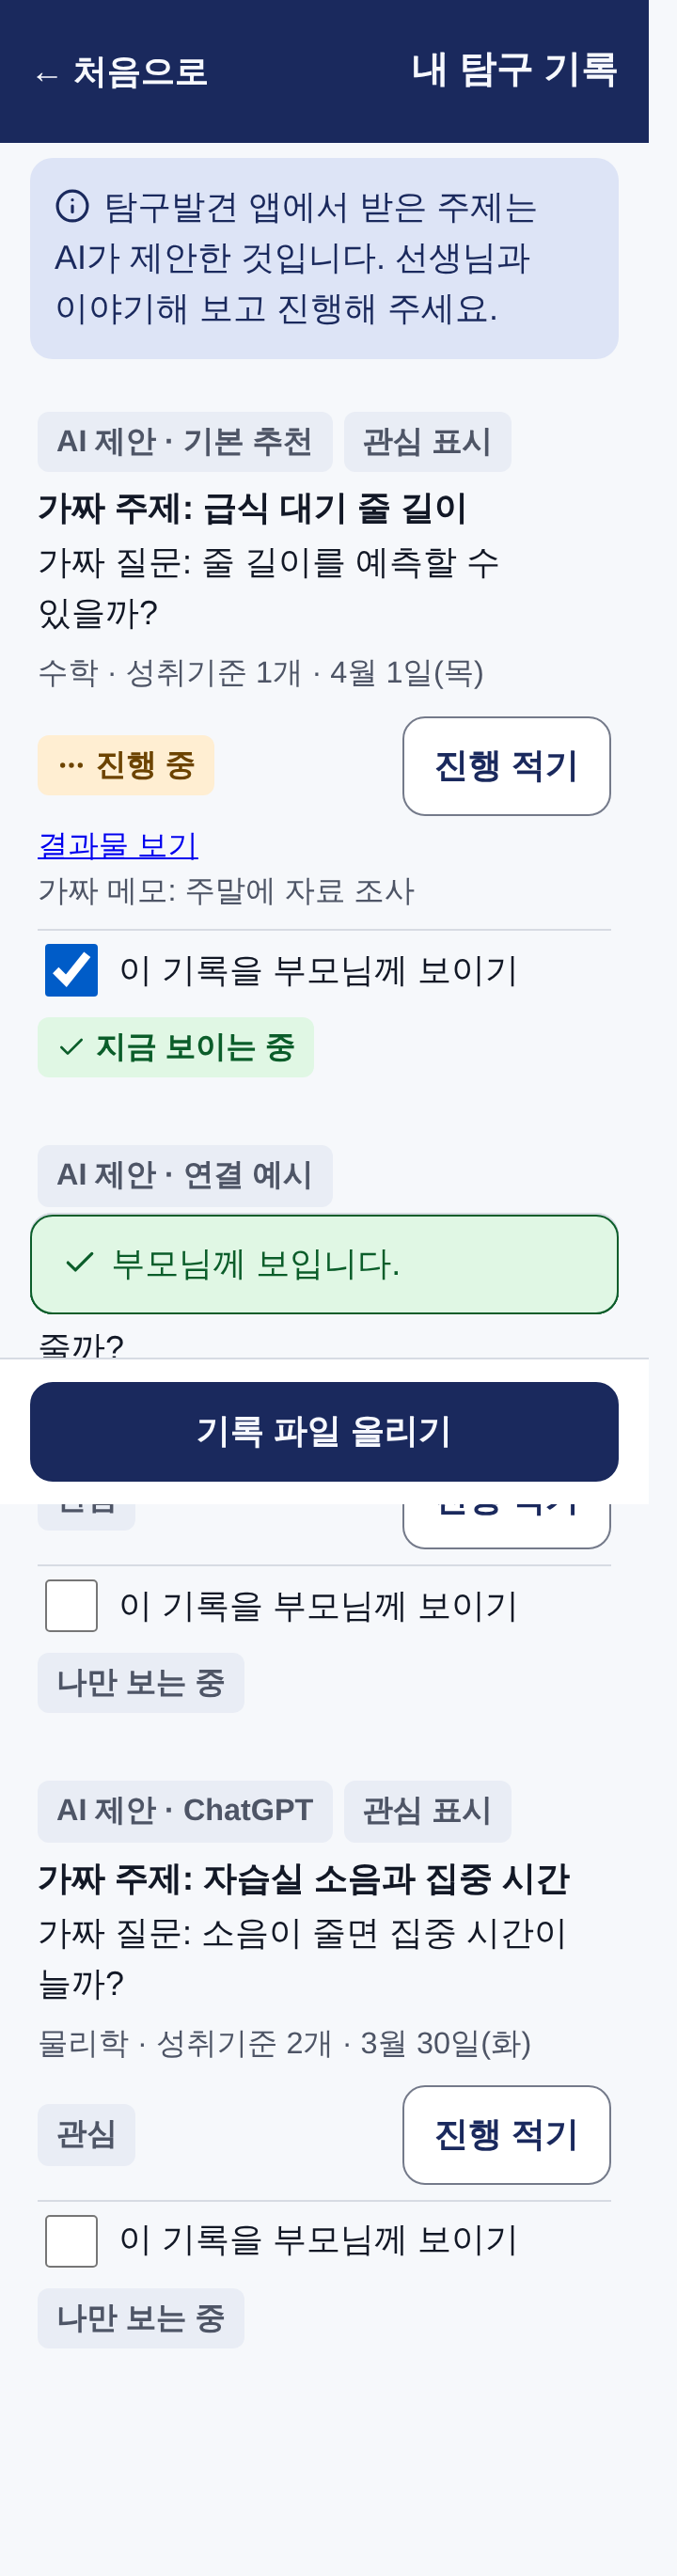 ← 처음으로
내 탐구 기록
탐구발견 앱에서 받은 주제는
AI가 제안한 것입니다. 선생님과
이야기해 보고 진행해 주세요.
AI 제안 · 기본 추천
관심 표시
가짜 주제: 급식 대기 줄 길이
가짜 질문: 줄 길이를 예측할 수
있을까?
수학 · 성취기준 1개 · 4월 1일(목)
진행 중
진행 적기
결과물 보기
가짜 메모: 주말에 자료 조사
이 기록을 부모님께 보이기
지금 보이는 중
AI 제안 · 연결 예시
부모님께 보입니다.
줄까?
기록 파일 올리기
진행 적기
이 기록을 부모님께 보이기
나만 보는 중
AI 제안 · ChatGPT
관심 표시
가짜 주제: 자습실 소음과 집중 시간
가짜 질문: 소음이 줄면 집중 시간이
늘까?
물리학 · 성취기준 2개 · 3월 30일(화)
관심
진행 적기
이 기록을 부모님께 보이기
나만 보는 중